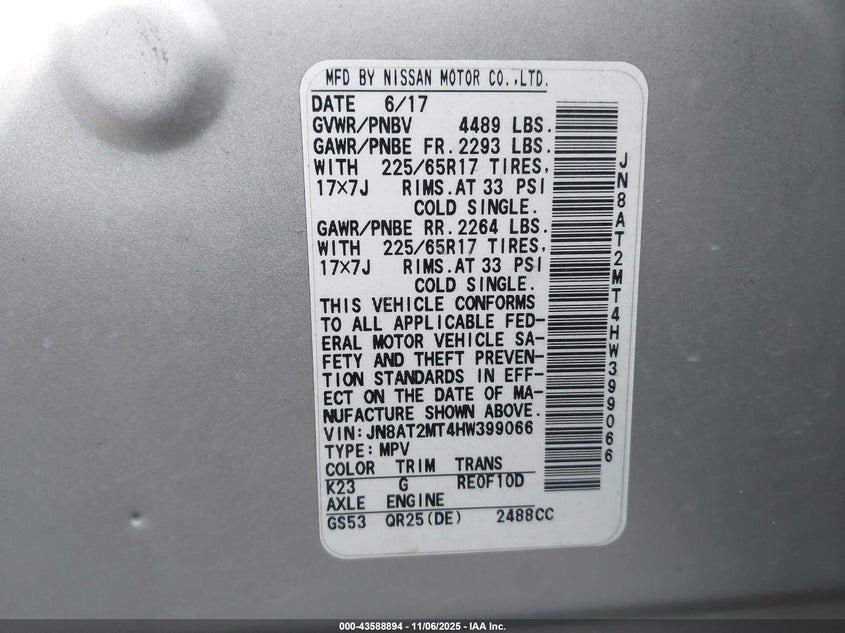 MFD BY NISSAN MOTOR CO.,LTD.
DATE 6/17
GVWR/PNBV 4489 LBS.
GAWR/PNBE FR. 2293 LBS.
WITH 225/65R17 TIRES,
17×7J RIMS. AT 33 PSI
COLD SINGLE.
GAWR/PNBE RR. 2264 LBS.
WITH 225/65R17 TIRES,
17×7J RIMS. AT 33 PSI
COLD SINGLE.
THIS VEHICLE CONFORMS
TO ALL APPLICABLE FED-
ERAL MOTOR VEHICLE SA-
FETY AND THEFT PREVEN-
TION STANDARDS IN EFF-
ECT ON THE DATE OF MA-
NUFACTURE SHOWN ABOVE.
VIN: JN8AT2MT4HW399066
TYPE: MPV
COLOR TRIM TRANS
K23 G RE0F10D
AXLE ENGINE
GS53 QR25(DE) 2488CC
JN8AT2MT4HW399066
000-43588894 - 11/06/2025 - IAA Inc.